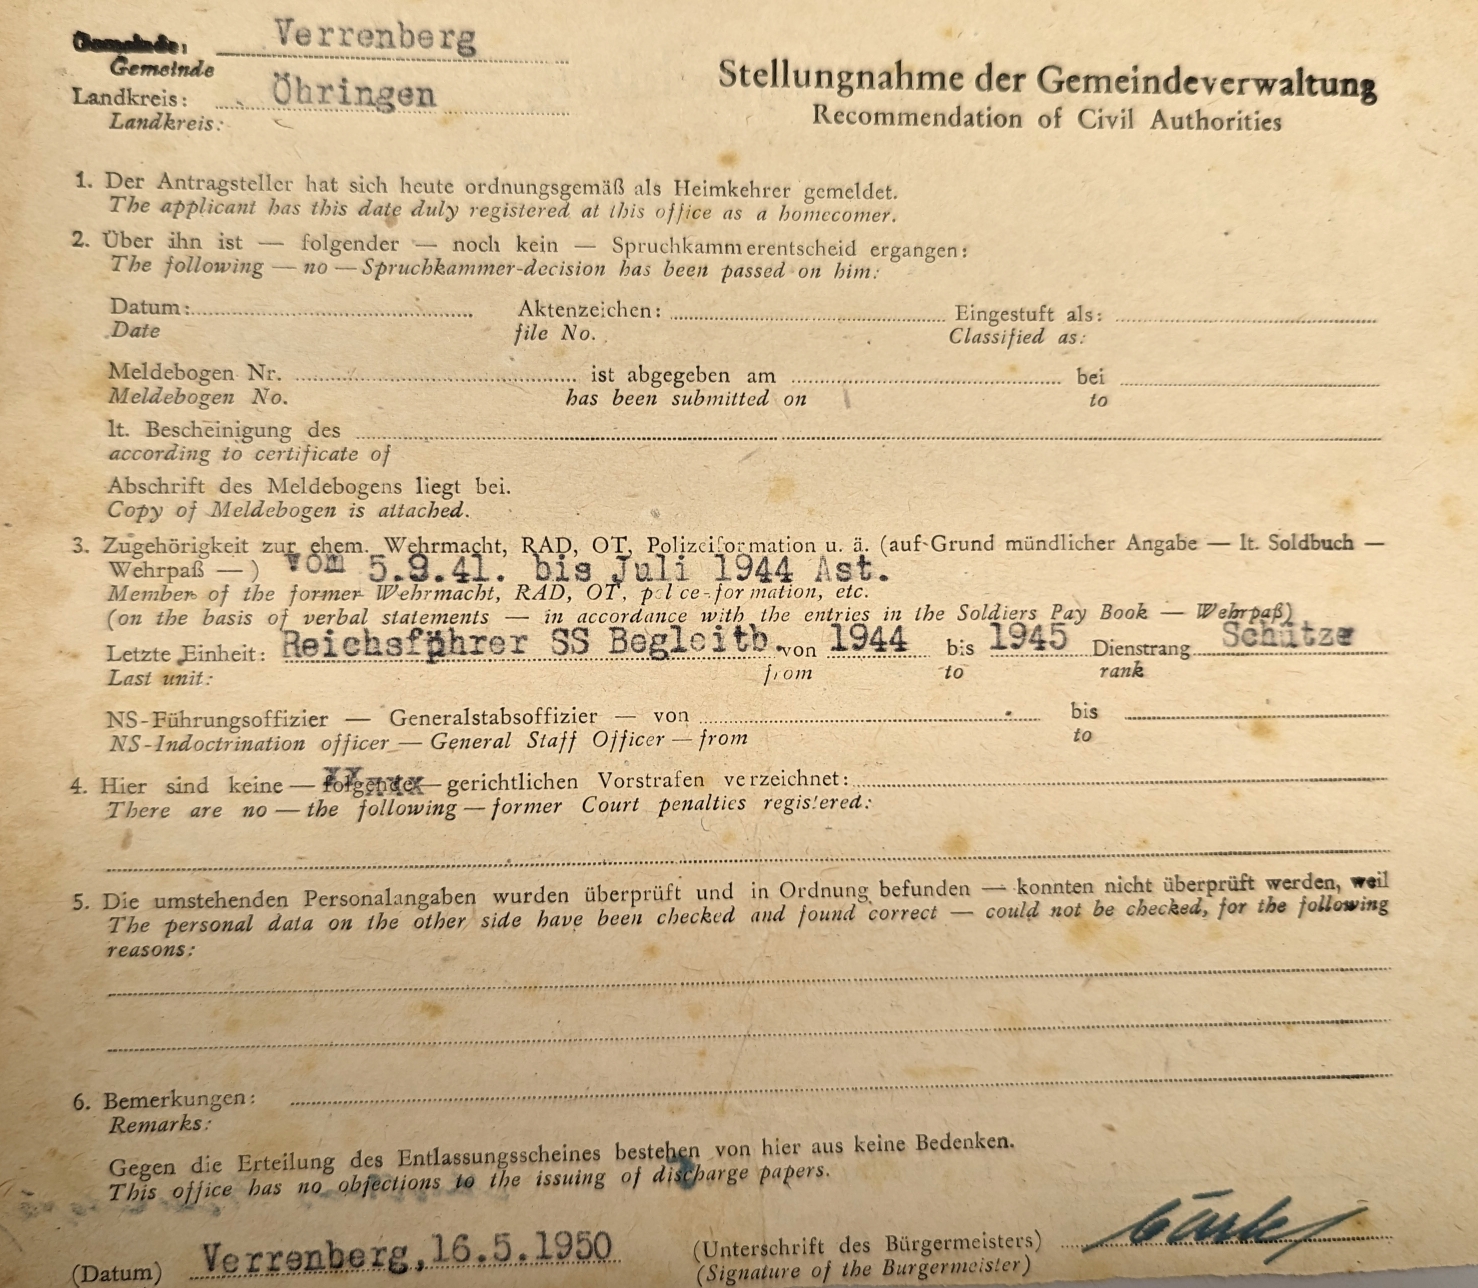 Gemeinde: Verrenberg
Gemeinde
Landkreis: Öhringen
Landkreis:
Stellungnahme der Gemeindeverwaltung
Recommendation of Civil Authorities
1. Der Antragsteller hat sich heute ordnungsgemäß als Heimkehrer gemeldet.
The applicant has this date duly registered at this office as a homecomer.
2. Über ihn ist — folgender — noch kein — Spruchkammerentscheid ergangen:
The following — no — Spruchkammer-decision has been passed on him:
Datum: Aktenzeichen: Eingestuft als:
Date file No. Classified as:
Meldebogen Nr. ist abgegeben am bei
Meldebogen No. has been submitted on to
lt. Bescheinigung des
according to certificate of
Abschrift des Meldebogens liegt bei.
Copy of Meldebogen is attached.
3. Zugehörigkeit zur ehem. Wehrmacht, RAD, OT, Polizeiformation u. ä. (auf Grund mündlicher Angabe — lt. Soldbuch —
Wehrpaß — ) vom 5.9.41. bis Juli 1944 Ast.
Member of the former Wehrmacht, RAD, OT, police-formation, etc.
(on the basis of verbal statements — in accordance with the entries in the Soldiers Pay Book — Wehrpaß)
Letzte Einheit: Reichsführer SS Begleitb. von 1944 bis 1945 Dienstrang Schütze
Last unit: from to rank
NS-Führungsoffizier — Generalstabsoffizier — von bis
NS-Indoctrination officer — General Staff Officer — from to
4. Hier sind keine — folgende — gerichtlichen Vorstrafen verzeichnet:
There are no — the following — former Court penalties registered:
5. Die umstehenden Personalangaben wurden überprüft und in Ordnung befunden — konnten nicht überprüft werden, weil
The personal data on the other side have been checked and found correct — could not be checked, for the following
reasons:
6. Bemerkungen:
Remarks:
Gegen die Erteilung des Entlassungsscheines bestehen von hier aus keine Bedenken.
This office has no objections to the issuing of discharge papers.
(Datum) Verrenberg,16.5.1950 (Unterschrift des Bürgermeisters)
(Signature of the Burgermeister)